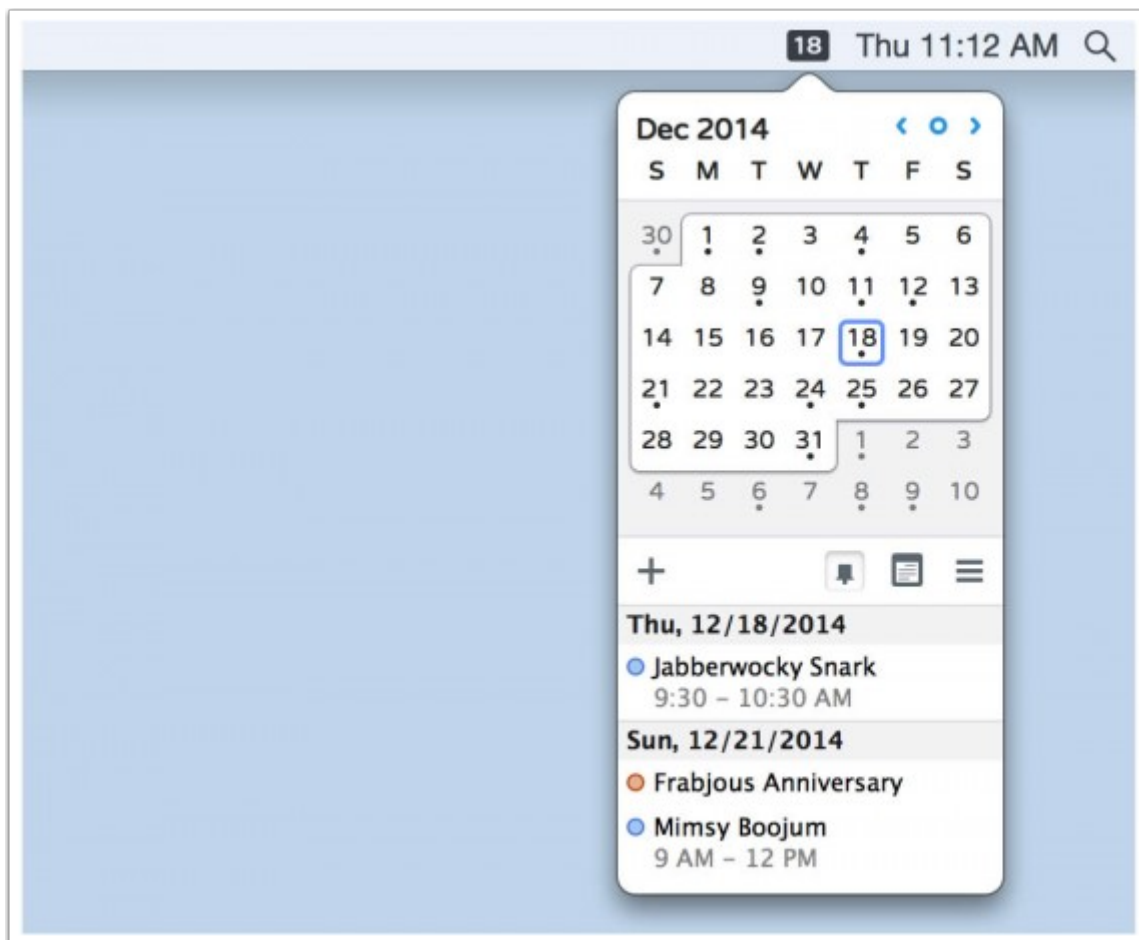 18 Thu 11:12 AM
Dec 2014
S M T W T F S
30 1 2 3 4 5 6
7 8 9 10 11 12 13
14 15 16 17 18 19 20
21 22 23 24 25 26 27
28 29 30 31 1 2 3
4 5 6 7 8 9 10
Thu, 12/18/2014
Jabberwocky Snark
9:30 – 10:30 AM
Sun, 12/21/2014
Frabjous Anniversary
Mimsy Boojum
9 AM – 12 PM